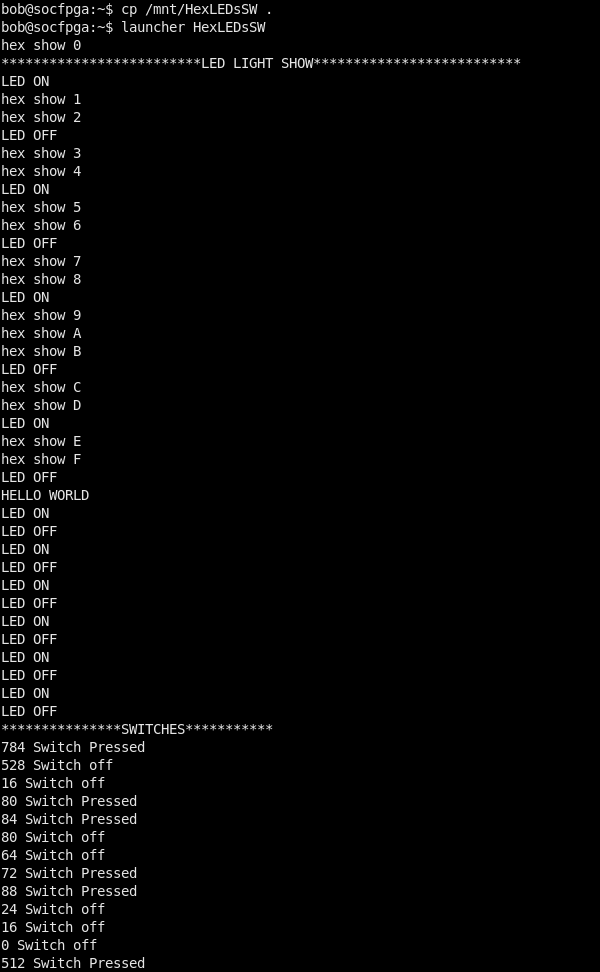 bob@socfpga:~$ cp /mnt/HexLEDsSW .
bob@socfpga:~$ launcher HexLEDsSW
hex show 0
*************************LED LIGHT SHOW**************************
LED ON
hex show 1
hex show 2
LED OFF
hex show 3
hex show 4
LED ON
hex show 5
hex show 6
LED OFF
hex show 7
hex show 8
LED ON
hex show 9
hex show A
hex show B
LED OFF
hex show C
hex show D
LED ON
hex show E
hex show F
LED OFF
HELLO WORLD
LED ON
LED OFF
LED ON
LED OFF
LED ON
LED OFF
LED ON
LED OFF
LED ON
LED OFF
LED ON
LED OFF
***************SWITCHES***********
784 Switch Pressed
528 Switch off
16 Switch off
80 Switch Pressed
84 Switch Pressed
80 Switch off
64 Switch off
72 Switch Pressed
88 Switch Pressed
24 Switch off
16 Switch off
0 Switch off
512 Switch Pressed